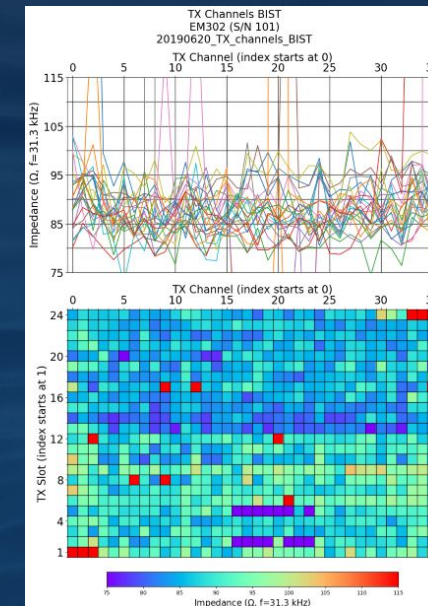 TX Channels BIST
EM302 (S/N 101)
20190620_TX_channels_BIST
TX Channel (index starts at 0)
0 5 10 15 20 25 30
115
105
95
85
75
Impedance (Ω, f=31.3 kHz)
TX Channel (index starts at 0)
0 5 10 15 20 25 30
24
20
16
12
8
4
1
TX Slot (index starts at 1)
75 80 85 90 95 100 105 110 115
Impedance (Ω, f=31.3 kHz)